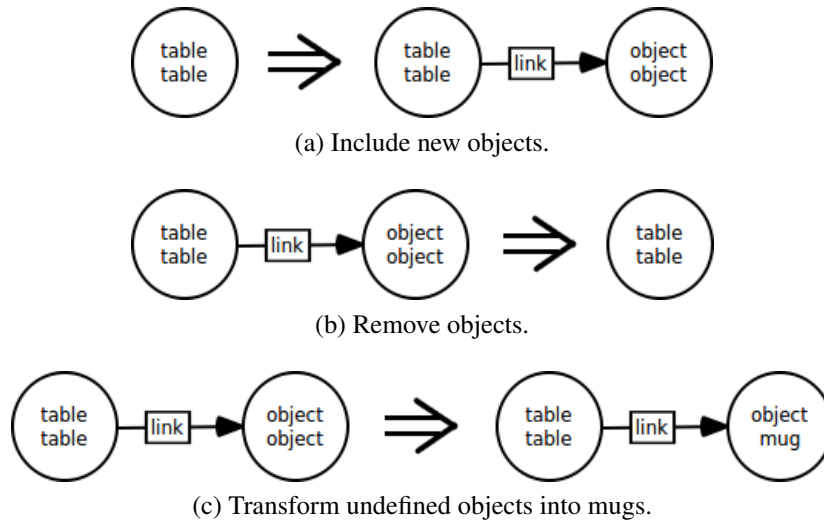 table
table
table
table
link
object
object
(a) Include new objects.
table
table
link
object
object
table
table
(b) Remove objects.
table
table
link
object
object
table
table
link
object
mug
(c) Transform undefined objects into mugs.